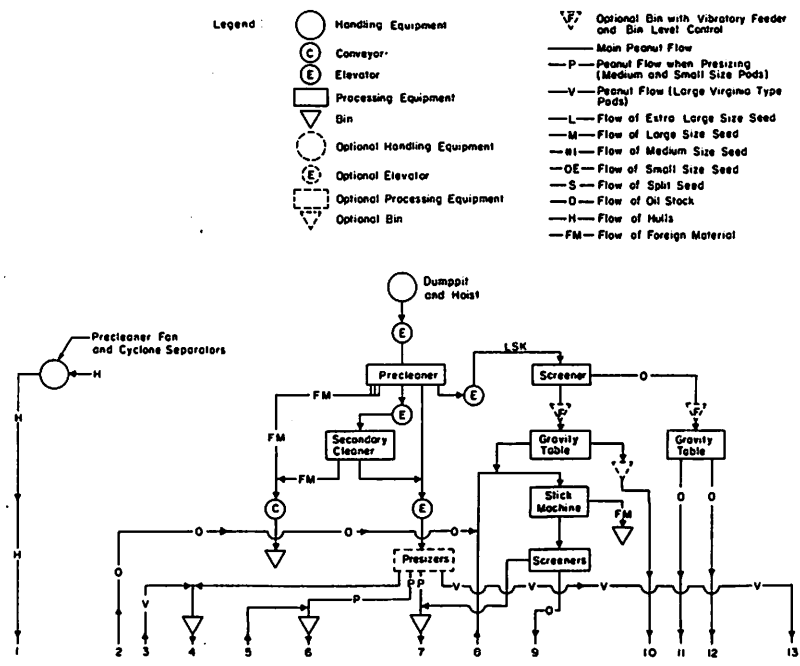 Legend :
Handling Equipment
C
Conveyor·
E
Elevator
Processing Equipment
Bin
Optional Handling Equipment
E
Optional Elevator
Optional Processing Equipment
Optional Bin
F
Optional Bin with Vibratory Feeder
and Bin Level Control
Main Peanut Flow
P
Peanut Flow when Presizing
(Medium and Small Size Pods)
V
Peanut Flow (Large Virginia Type
Pods)
L
Flow of Extra Large Size Seed
M
Flow of Large Size Seed
#1
Flow of Medium Size Seed
OE
Flow of Small Size Seed
S
Flow of Split Seed
O
Flow of Oil Stock
H
Flow of Hulls
FM
Flow of Foreign Material
Dumppit
and Hoist
E
Precleaner Fan
and Cyclone Separators
H
H
H
LSK
Precleaner
E
Screener
O
FM
E
F
F
FM
Secondary
Cleaner
Gravity
Table
Gravity
Table
FM
Stick
Machine
O
O
C
E
FM
O
O
O
Presizers
Screeners
O
P
P
V
V
V
V
V
P
O
1
2
3
4
5
6
7
8
9
10
11
12
13